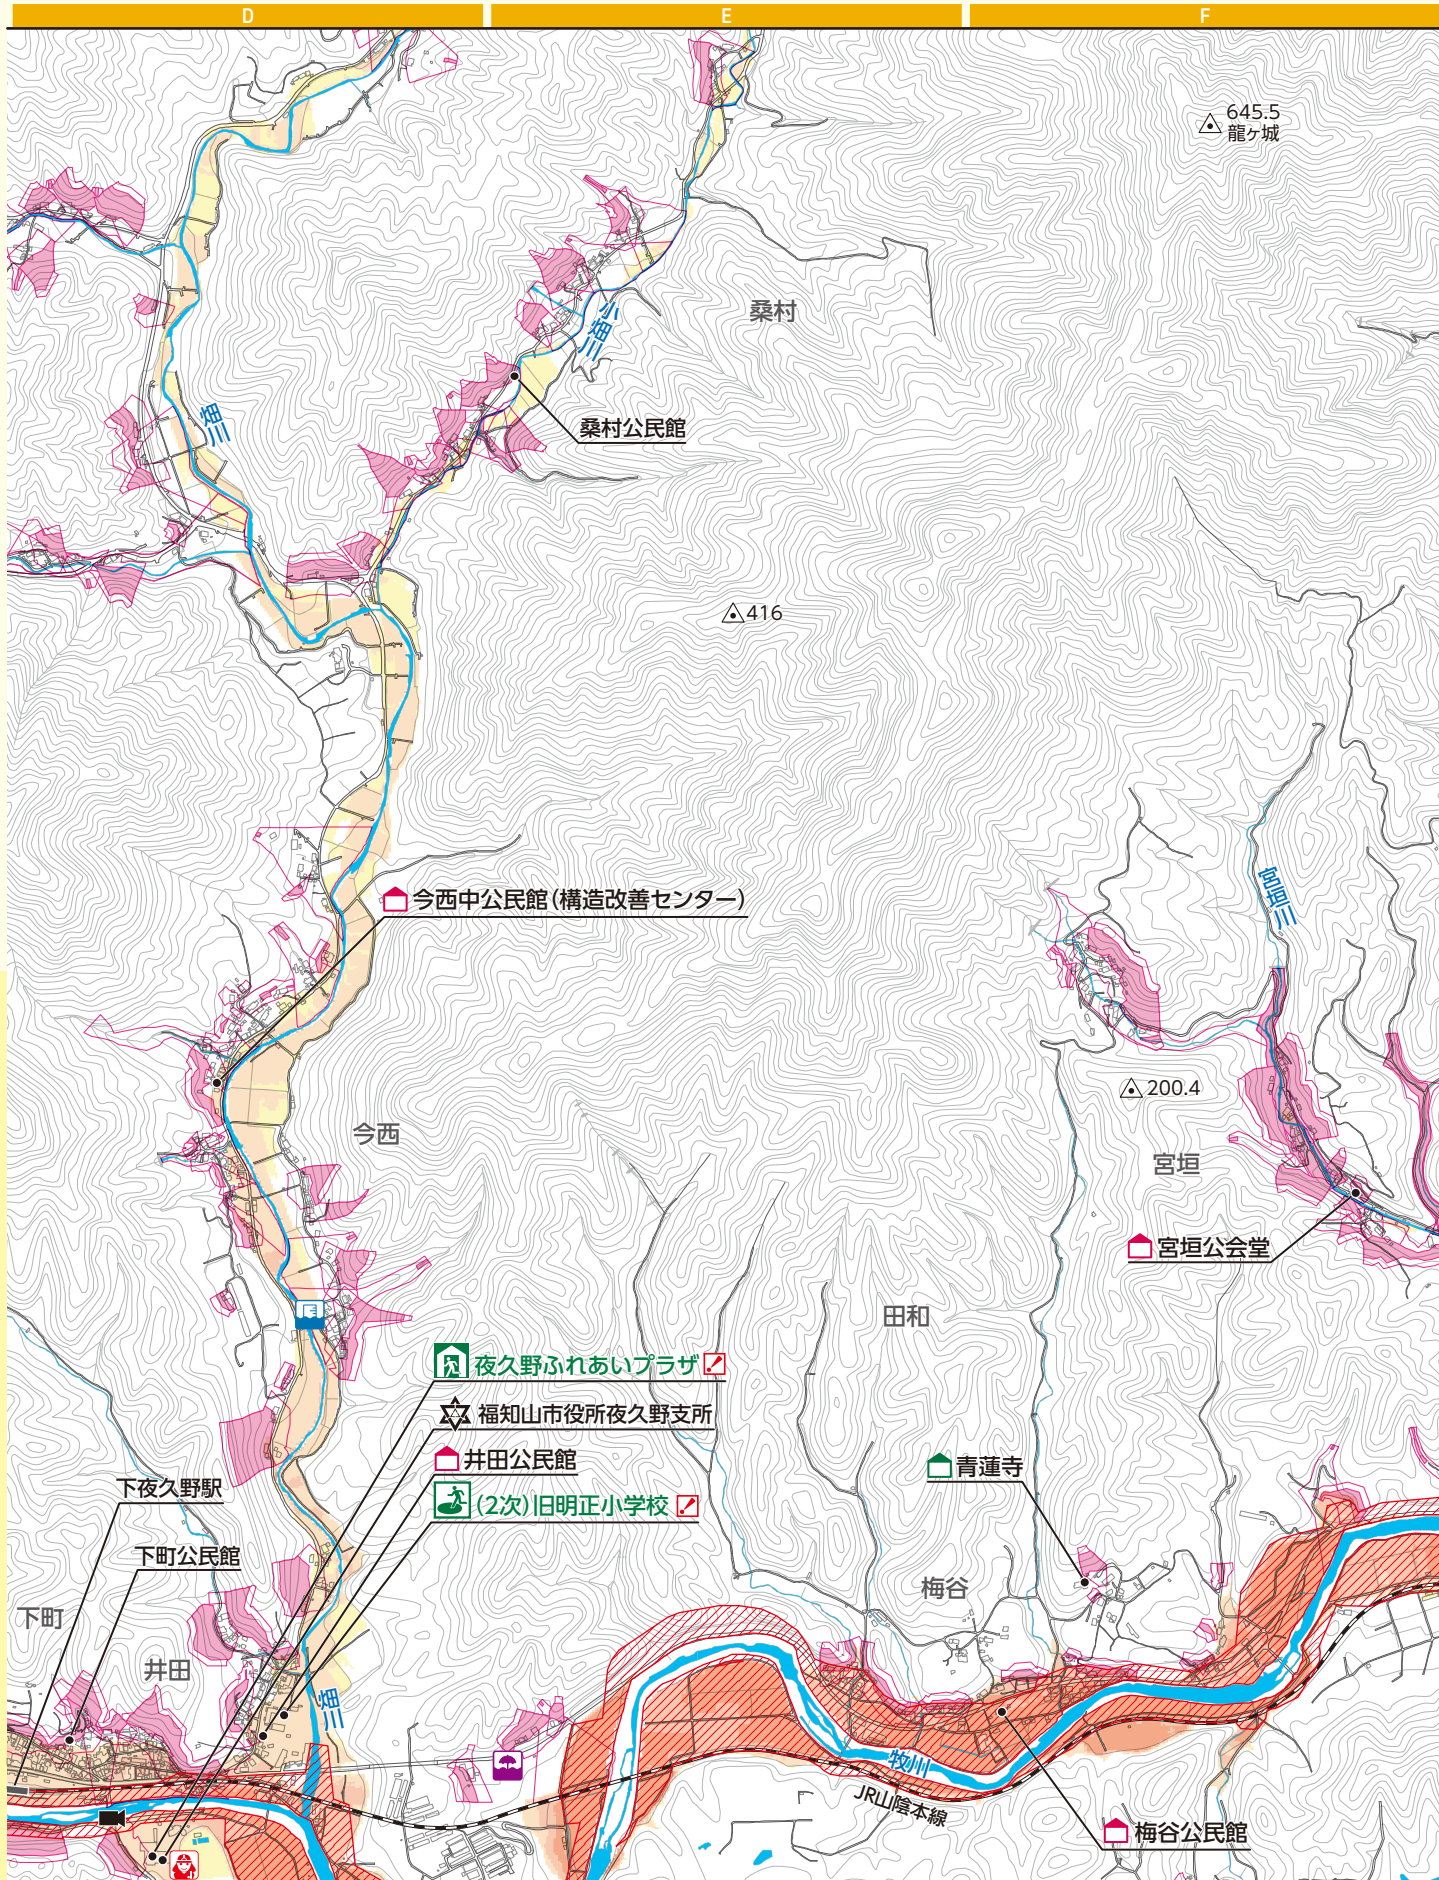 D
E
F
645.5
龍ヶ城
桑村
小畑川
畑川
桑村公民館
416
今西中公民館(構造改善センター)
宮垣川
200.4
今西
宮垣
宮垣公会堂
田和
夜久野ふれあいプラザ
福知山市役所夜久野支所
井田公民館
(2次)旧明正小学校
青蓮寺
下夜久野駅
下町公民館
下町
井田
梅谷
畑川
牧川
JR山陰本線
梅谷公民館